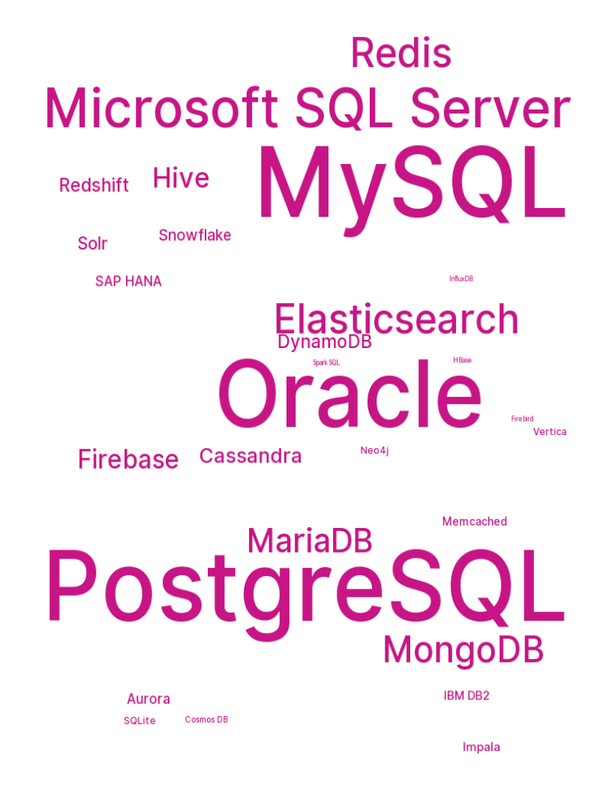 Redis
Microsoft SQL Server
MySQL
Redshift
Hive
Solr
Snowflake
SAP HANA
InfluxDB
Elasticsearch
DynamoDB
Spark SQL
HBase
Oracle
Firebird
Vertica
Firebase
Cassandra
Neo4j
Memcached
MariaDB
PostgreSQL
MongoDB
Aurora
IBM DB2
SQLite
Cosmos DB
Impala